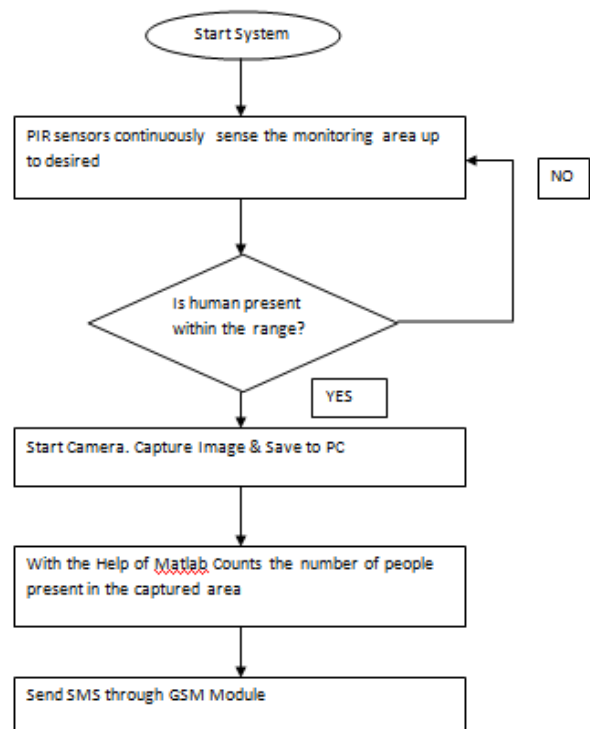 Start System
PIR sensors continuously sense the monitoring area up
to desired
NO
Is human present
within the range?
YES
Start Camera. Capture Image & Save to PC
With the Help of Matlab Counts the number of people
present in the captured area
Send SMS through GSM Module